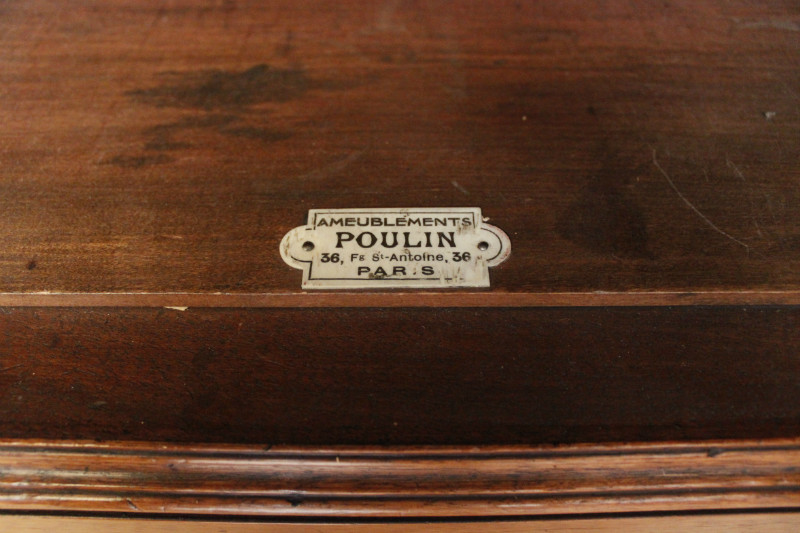 AMEUBLEMENTS
POULIN
36, Fg St-Antoine, 36
PARIS